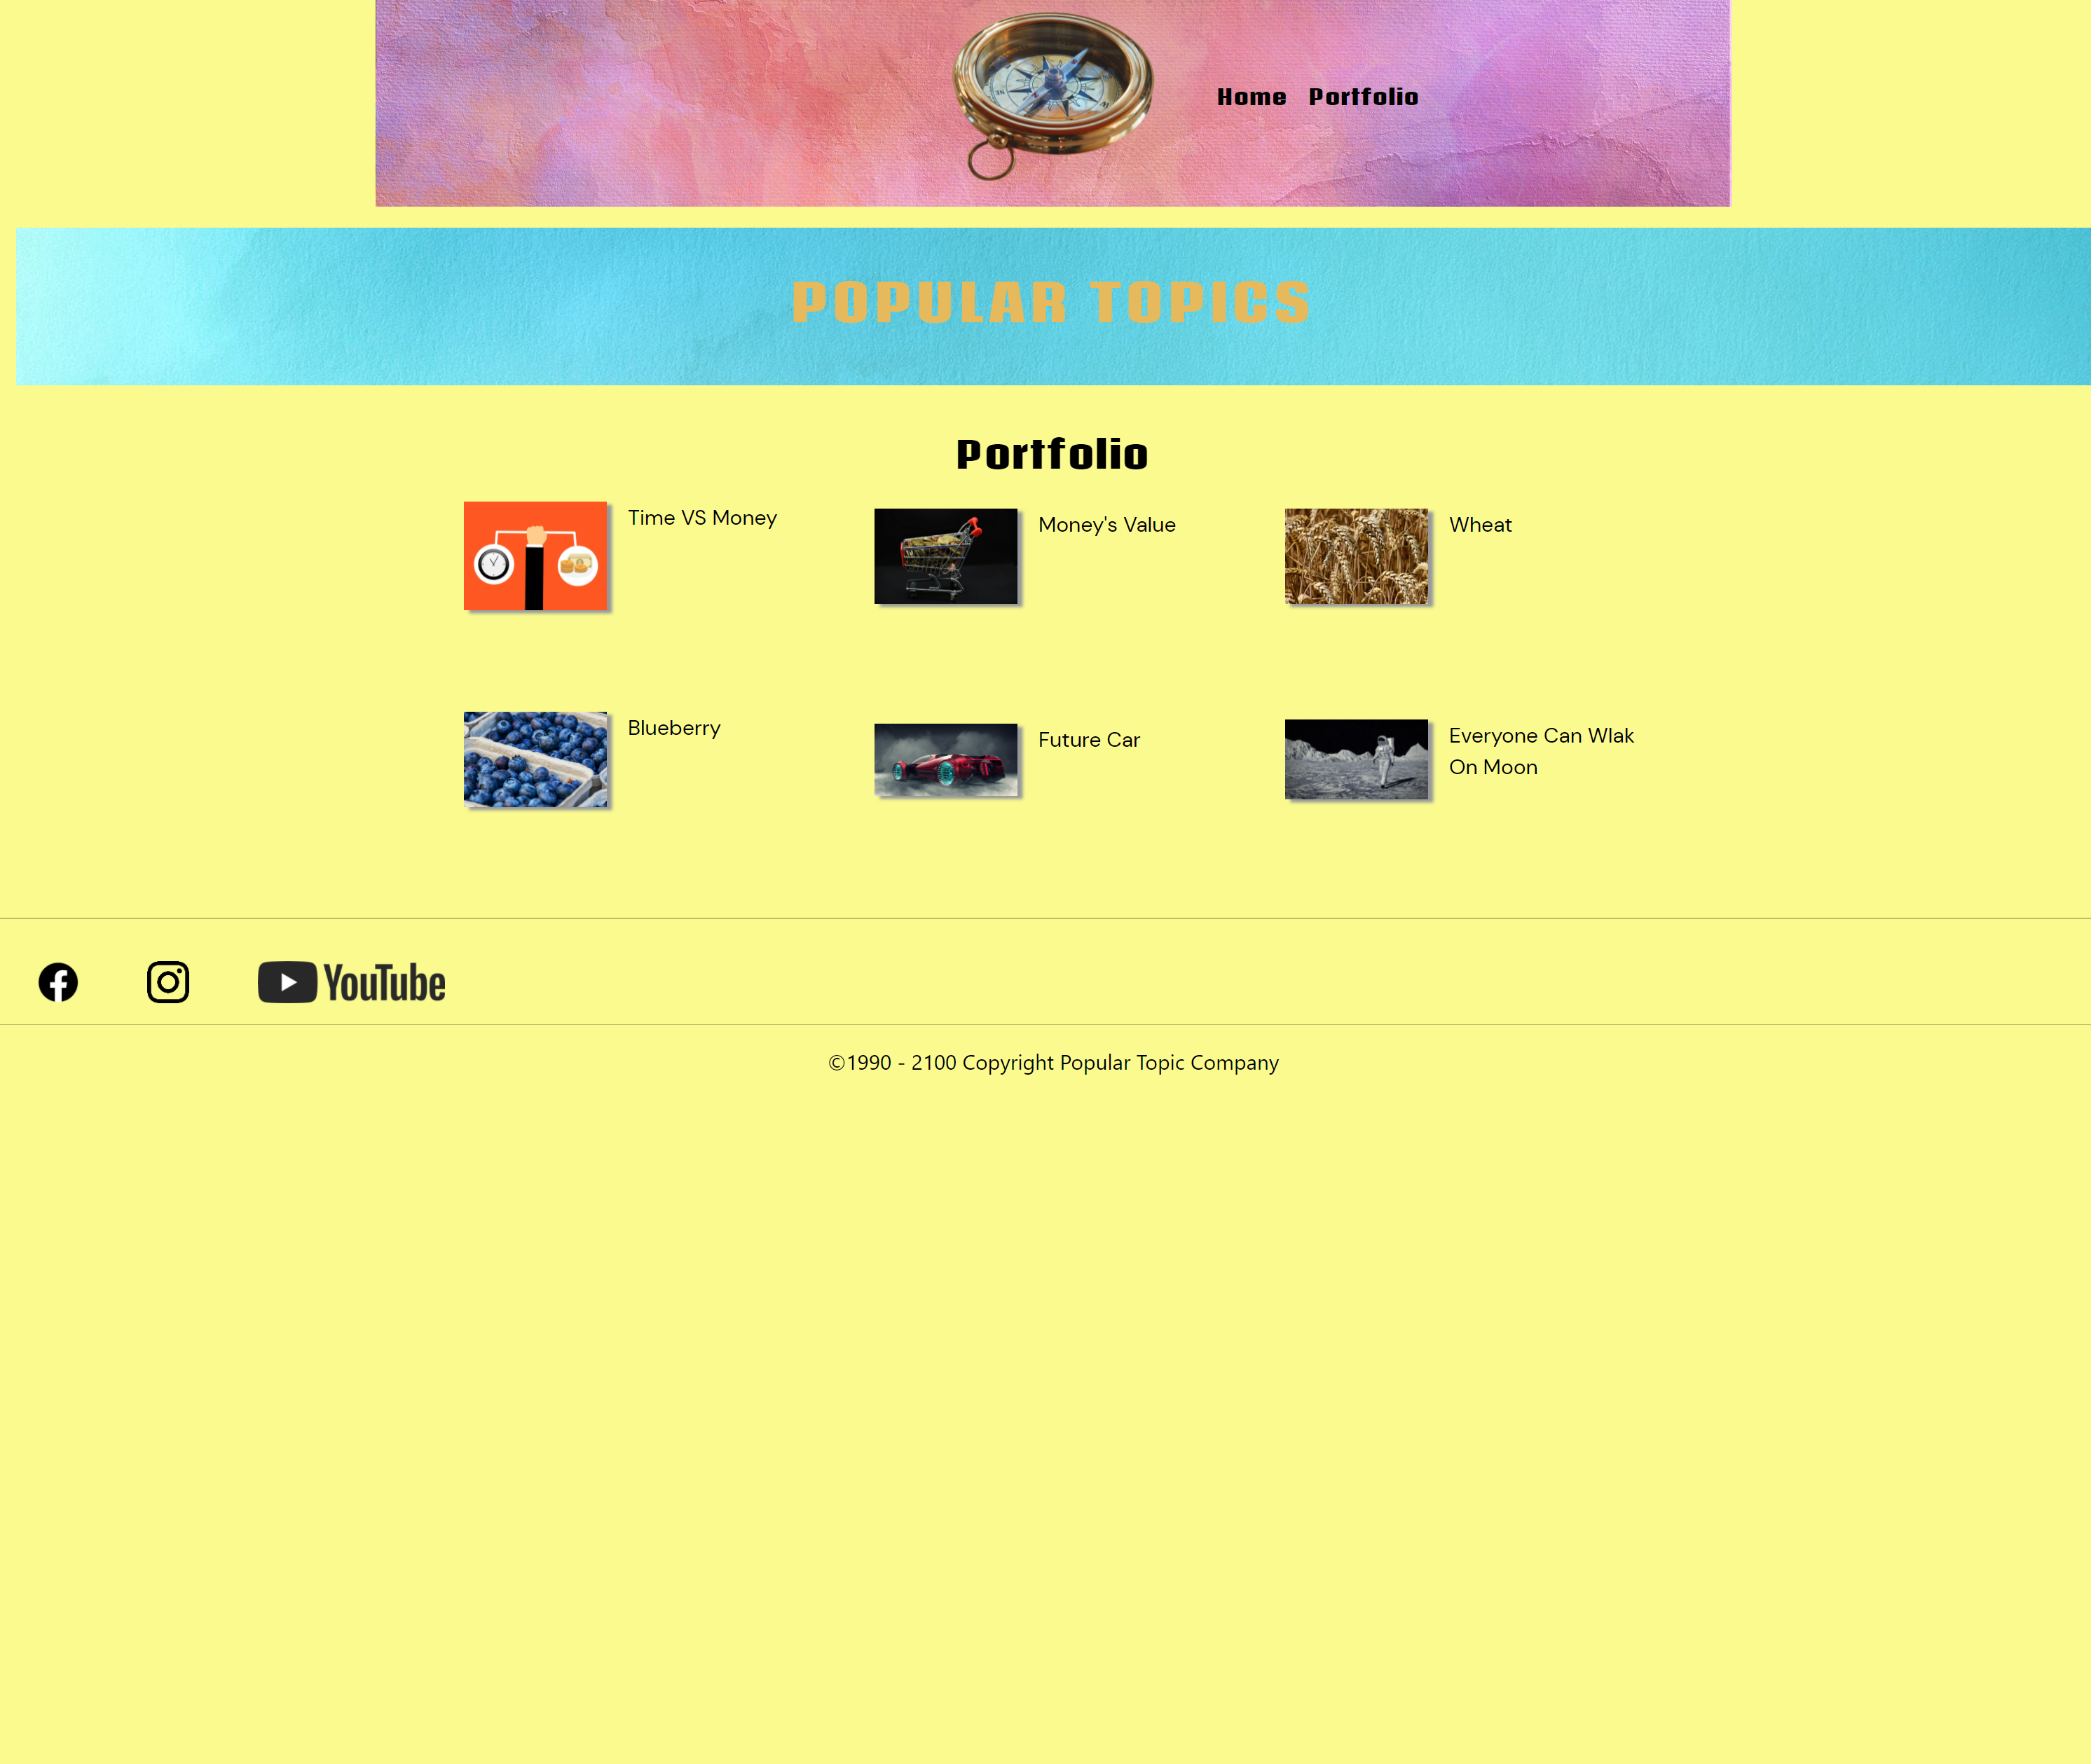 Home Portfolio
POPULAR TOPICS
Portfolio
Time VS Money
Money's Value
Wheat
Blueberry
Future Car
Everyone Can Wlak
On Moon
YouTube
©1990 - 2100 Copyright Popular Topic Company